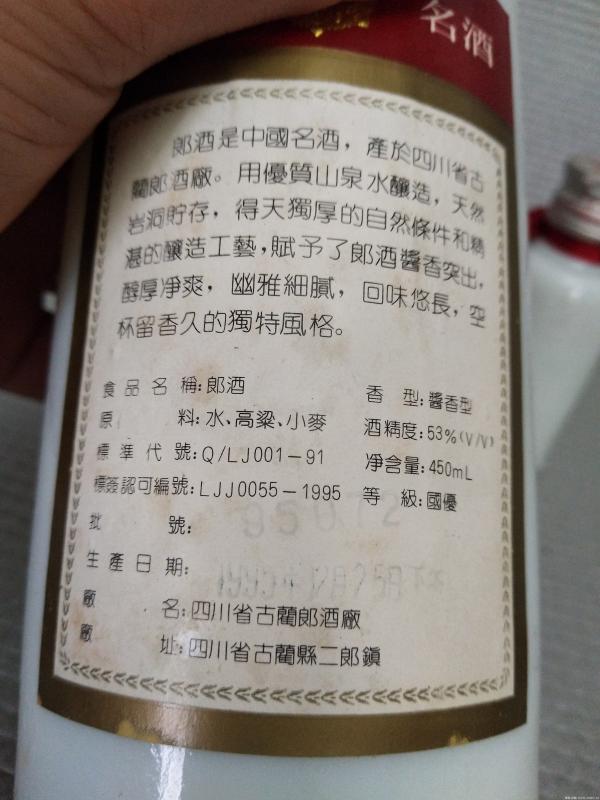 名酒
郎酒是中國名酒，產於四川省古
藺郎酒廠。用優質山泉水釀造，天然
岩洞貯存，得天獨厚的自然條件和精
湛的釀造工藝，賦予了郎酒醬香突出，
醇厚凈爽，幽雅細膩，回味悠長，空
杯留香久的獨特風格。
食品名稱：郎酒
香型：醬香型
原料：水、高粱、小麥
酒精度：53%(V/V)
標準代號：Q/LJ001－91
凈含量：450mL
標簽認可編號：LJJ0055－1995
等級：國優
批號：
生產日期：
廠名：四川省古藺郎酒廠
廠址：四川省古藺縣二郎鎮